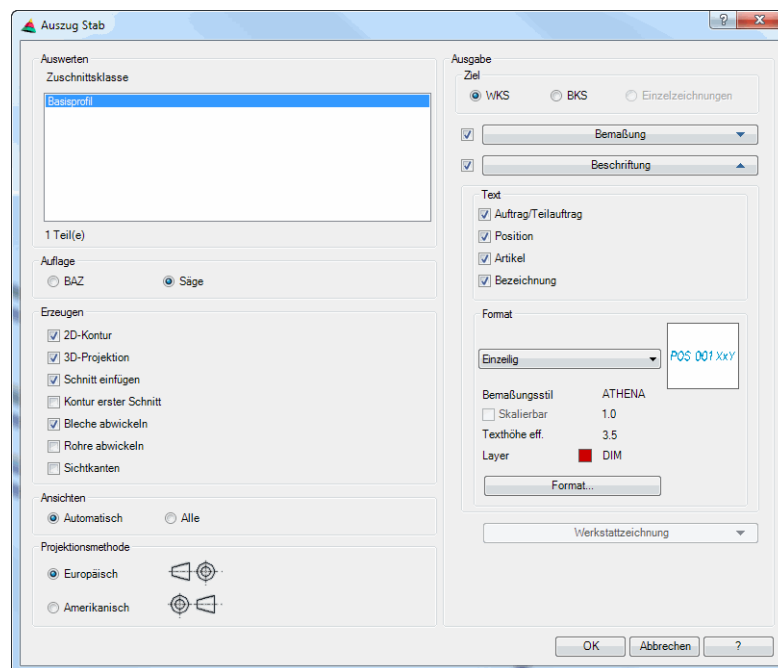 Auszug Stab
Auswerten
Zuschnittsklasse
Basisprofil
1 Teil(e)
Auflage
BAZ
Säge
Erzeugen
2D-Kontur
3D-Projektion
Schnitt einfügen
Kontur erster Schnitt
Bleche abwickeln
Rohre abwickeln
Sichtkanten
Ansichten
Automatisch
Alle
Projektionsmethode
Europäisch
Amerikanisch
Ausgabe
Ziel
WKS
BKS
Einzelzeichnungen
Bemaßung
Beschriftung
Text
Auftrag/Teilauftrag
Position
Artikel
Bezeichnung
Format
Einzeilig
POS 001 XxY
Bemaßungsstil ATHENA
Skalierbar 1.0
Texthöhe eff. 3.5
Layer DIM
Format...
Werkstattzeichnung
OK
Abbrechen
?